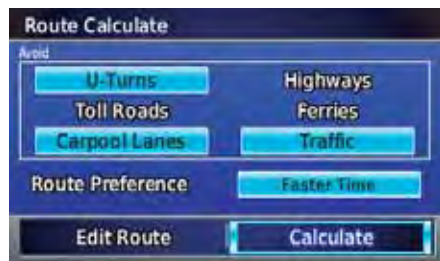 Route Calculate
Avoid
U-Turns Highways
Toll Roads Ferries
Carpool Lanes Traffic
Route Preference Faster Time
Edit Route Calculate